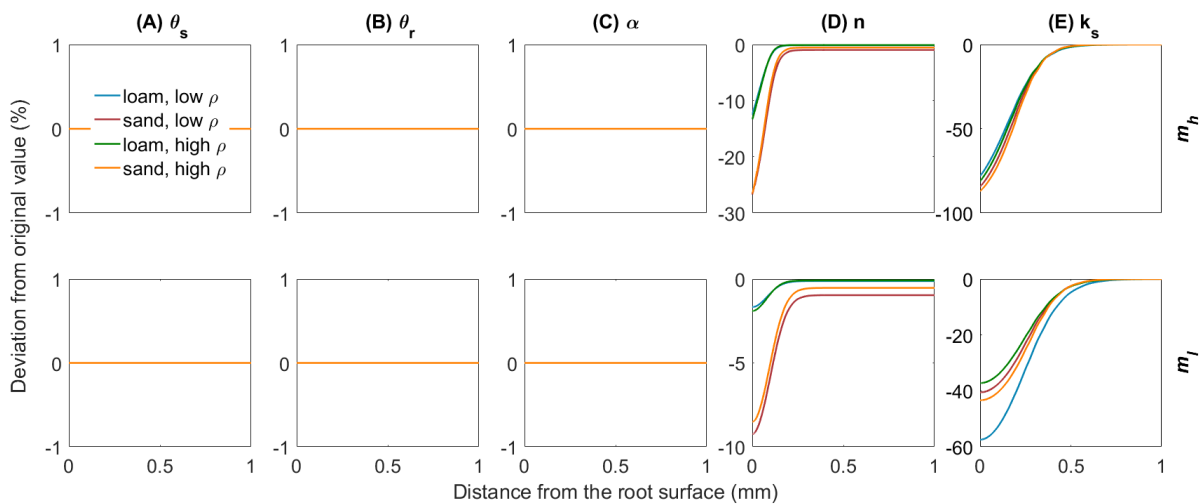 (A) θs (B) θr (C) α (D) n (E) ks
1 1 1 0 0
0 0 0 -10 -50
-1 -1 -1 -20 -100
-30
loam, low ρ
sand, low ρ
loam, high ρ
sand, high ρ
mh
1 1 1 0 0
0 0 0 -5 -20
-1 -1 -1 -10 -40
-60
ml
0 0.5 1 0 0.5 1 0 0.5 1 0 0.5 1 0 0.5 1
Distance from the root surface (mm)
Deviation from original value (%)